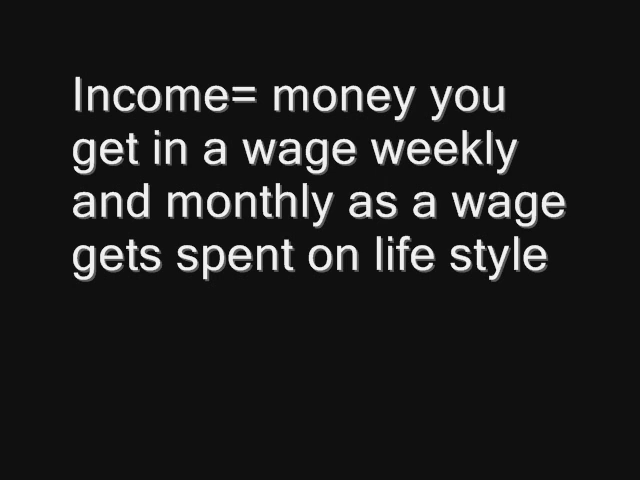 Income= money you
get in a wage weekly
and monthly as a wage
gets spent on life style